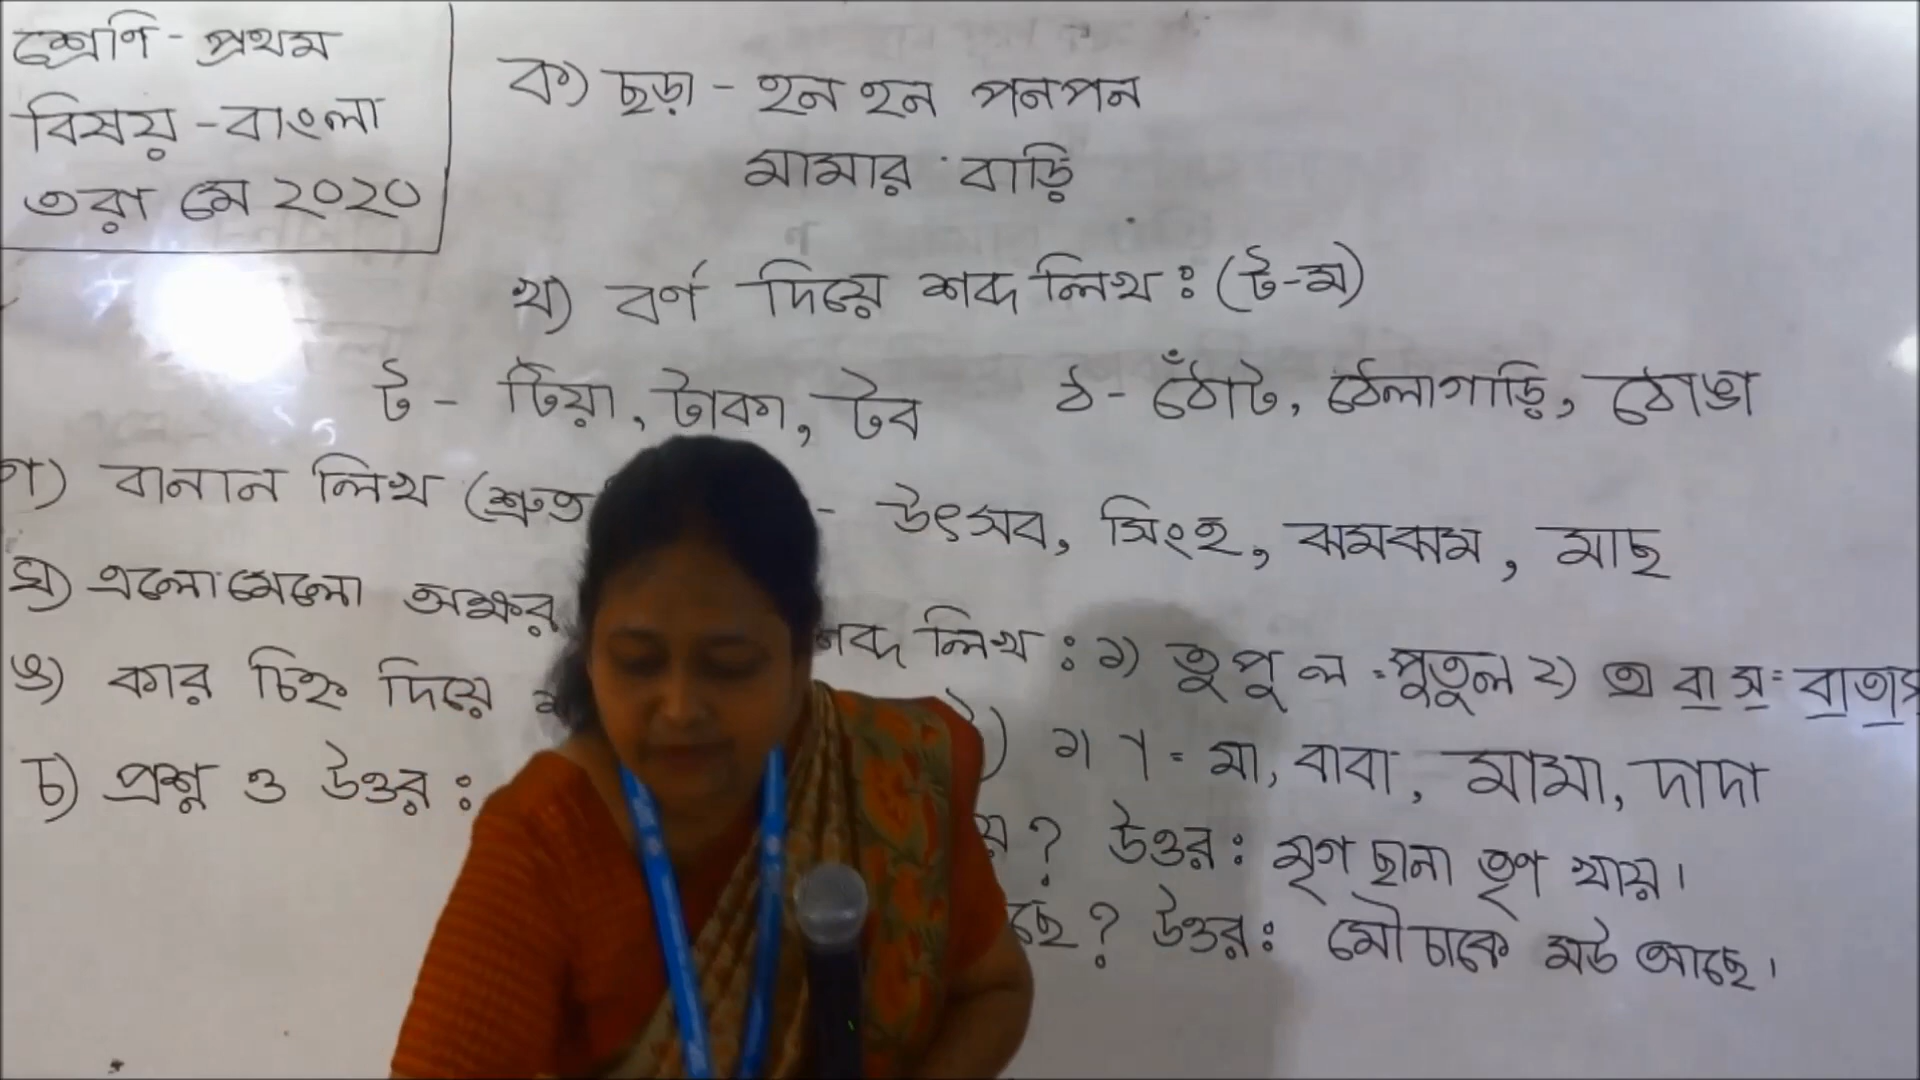 শ্রেণি - প্রথম
বিষয় - বাংলা
৩রা মে ২০২০
ক) ছড়া - হন হন পনপন
মামার বাড়ি
খ) বর্ণ দিয়ে শব্দ লিখ : (ট-ম)
ট - টিয়া, টাকা, টব ঠ - ঠোঁট, ঠেলাগাড়ি, ঠোঙা
গ) বানান লিখ - উৎসব, সিংহ, ঝমঝম, মাছ
ঘ) এলোমেলো অক্ষর লিখ : ১) তু পু ল = পুতুল ২) তা বা স =
ঙ) কার চিহ্ন দিয়ে ) ১। া = মা, বাবা, মামা, দাদা
চ) প্রশ্ন ও উত্তর : ? উত্তর : মৃগ ছানা তৃণ খায়।
? উত্তর : মৌচাকে মউ আছে।